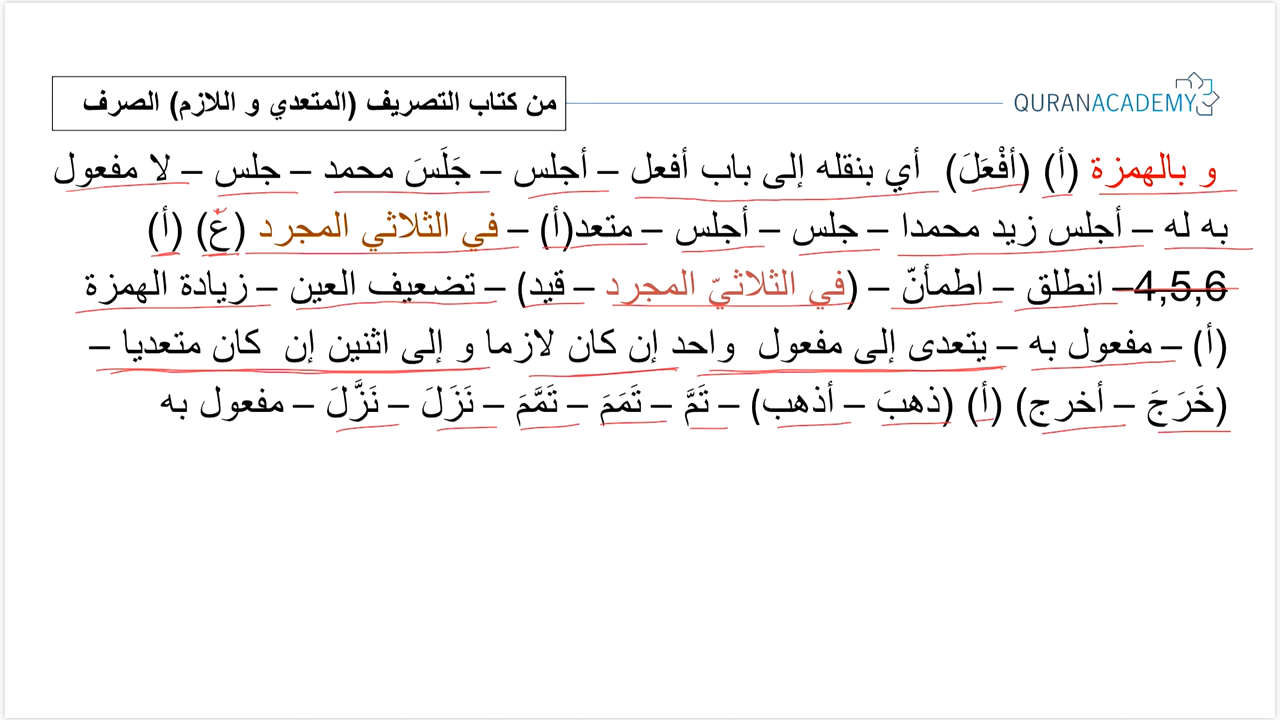 من كتاب التصريف (المتعدي و اللازم) الصرف
QURANACADEMY
و بالهمزة (أ) (أفْعَلَ) أي بنقله إلى باب أفعل – أجلس – جَلَسَ محمد – جلس – لا مفعول
به له – أجلس زيد محمدا – جلس – أجلس – متعد(أ) – في الثلاثي المجرد (عّ) (أ)
4,5,6– انطلق – اطمأنّ – (في الثلاثيّ المجرد – قيد) – تضعيف العين – زيادة الهمزة
(أ) – مفعول به – يتعدى إلى مفعول واحد إن كان لازما و إلى اثنين إن كان متعديا –
(خَرَجَ – أخرج) (أ) (ذهبَ – أذهب) – تَمَّ – تَمَمَ – تَمَّمَ – نَزَلَ – نَزَّلَ – مفعول به